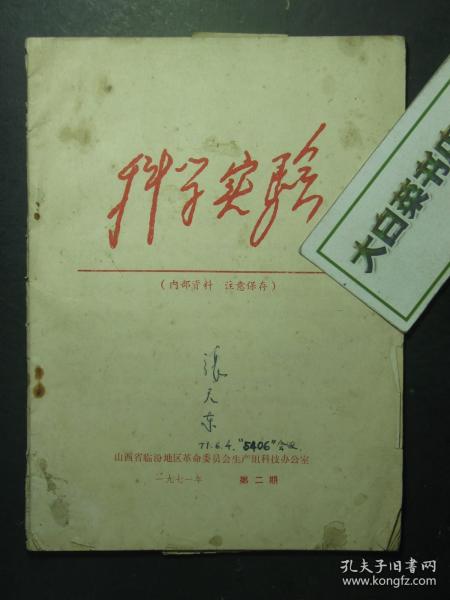 科学实验
(内部资料 注意保存)
张天东
71.6.4. "5406"会议
山西省临汾地区革命委员会生产组科技办公室
一九七一年 第二期
大白菜书店
孔夫子旧书网
www.kongfz.com